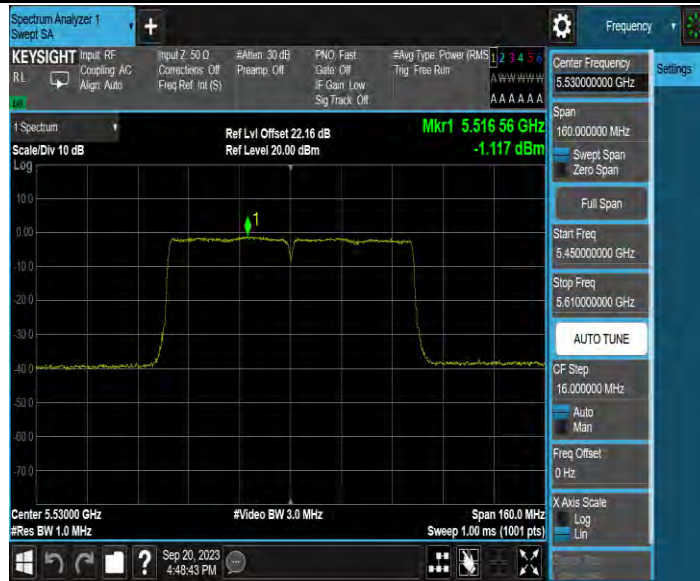 Spectrum Analyzer 1
Swept SA
+
Frequency
KEYSIGHT
RL
Input: RF
Coupling: AC
Align: Auto
Input Z: 50 Ω
Corrections: Off
Freq Ref: Int (S)
#Atten: 30 dB
Preamp: Off
PNO: Fast
Gate: Off
IF Gain: Low
Sig Track: Off
#Avg Type: Power (RMS
Trig: Free Run
1 2 3 4 5 6
A W W W W W
A A A A A A
1 Spectrum
Scale/Div 10 dB
Log
Ref Lvl Offset 22.16 dB
Ref Level 20.00 dBm
Mkr1 5.516 56 GHz
-1.117 dBm
10.0
0.00
-10.0
-20.0
-30.0
-40.0
-50.0
-60.0
-70.0
1
Center 5.53000 GHz
#Res BW 1.0 MHz
#Video BW 3.0 MHz
Span 160.0 MHz
Sweep 1.00 ms (1001 pts)
Center Frequency
5.530000000 GHz
Settings
Span
160.000000 MHz
Swept Span
Zero Span
Full Span
Start Freq
5.450000000 GHz
Stop Freq
5.610000000 GHz
AUTO TUNE
CF Step
16.000000 MHz
Auto
Man
Freq Offset
0 Hz
X Axis Scale
Log
Lin
?
Sep 20, 2023
4:48:43 PM